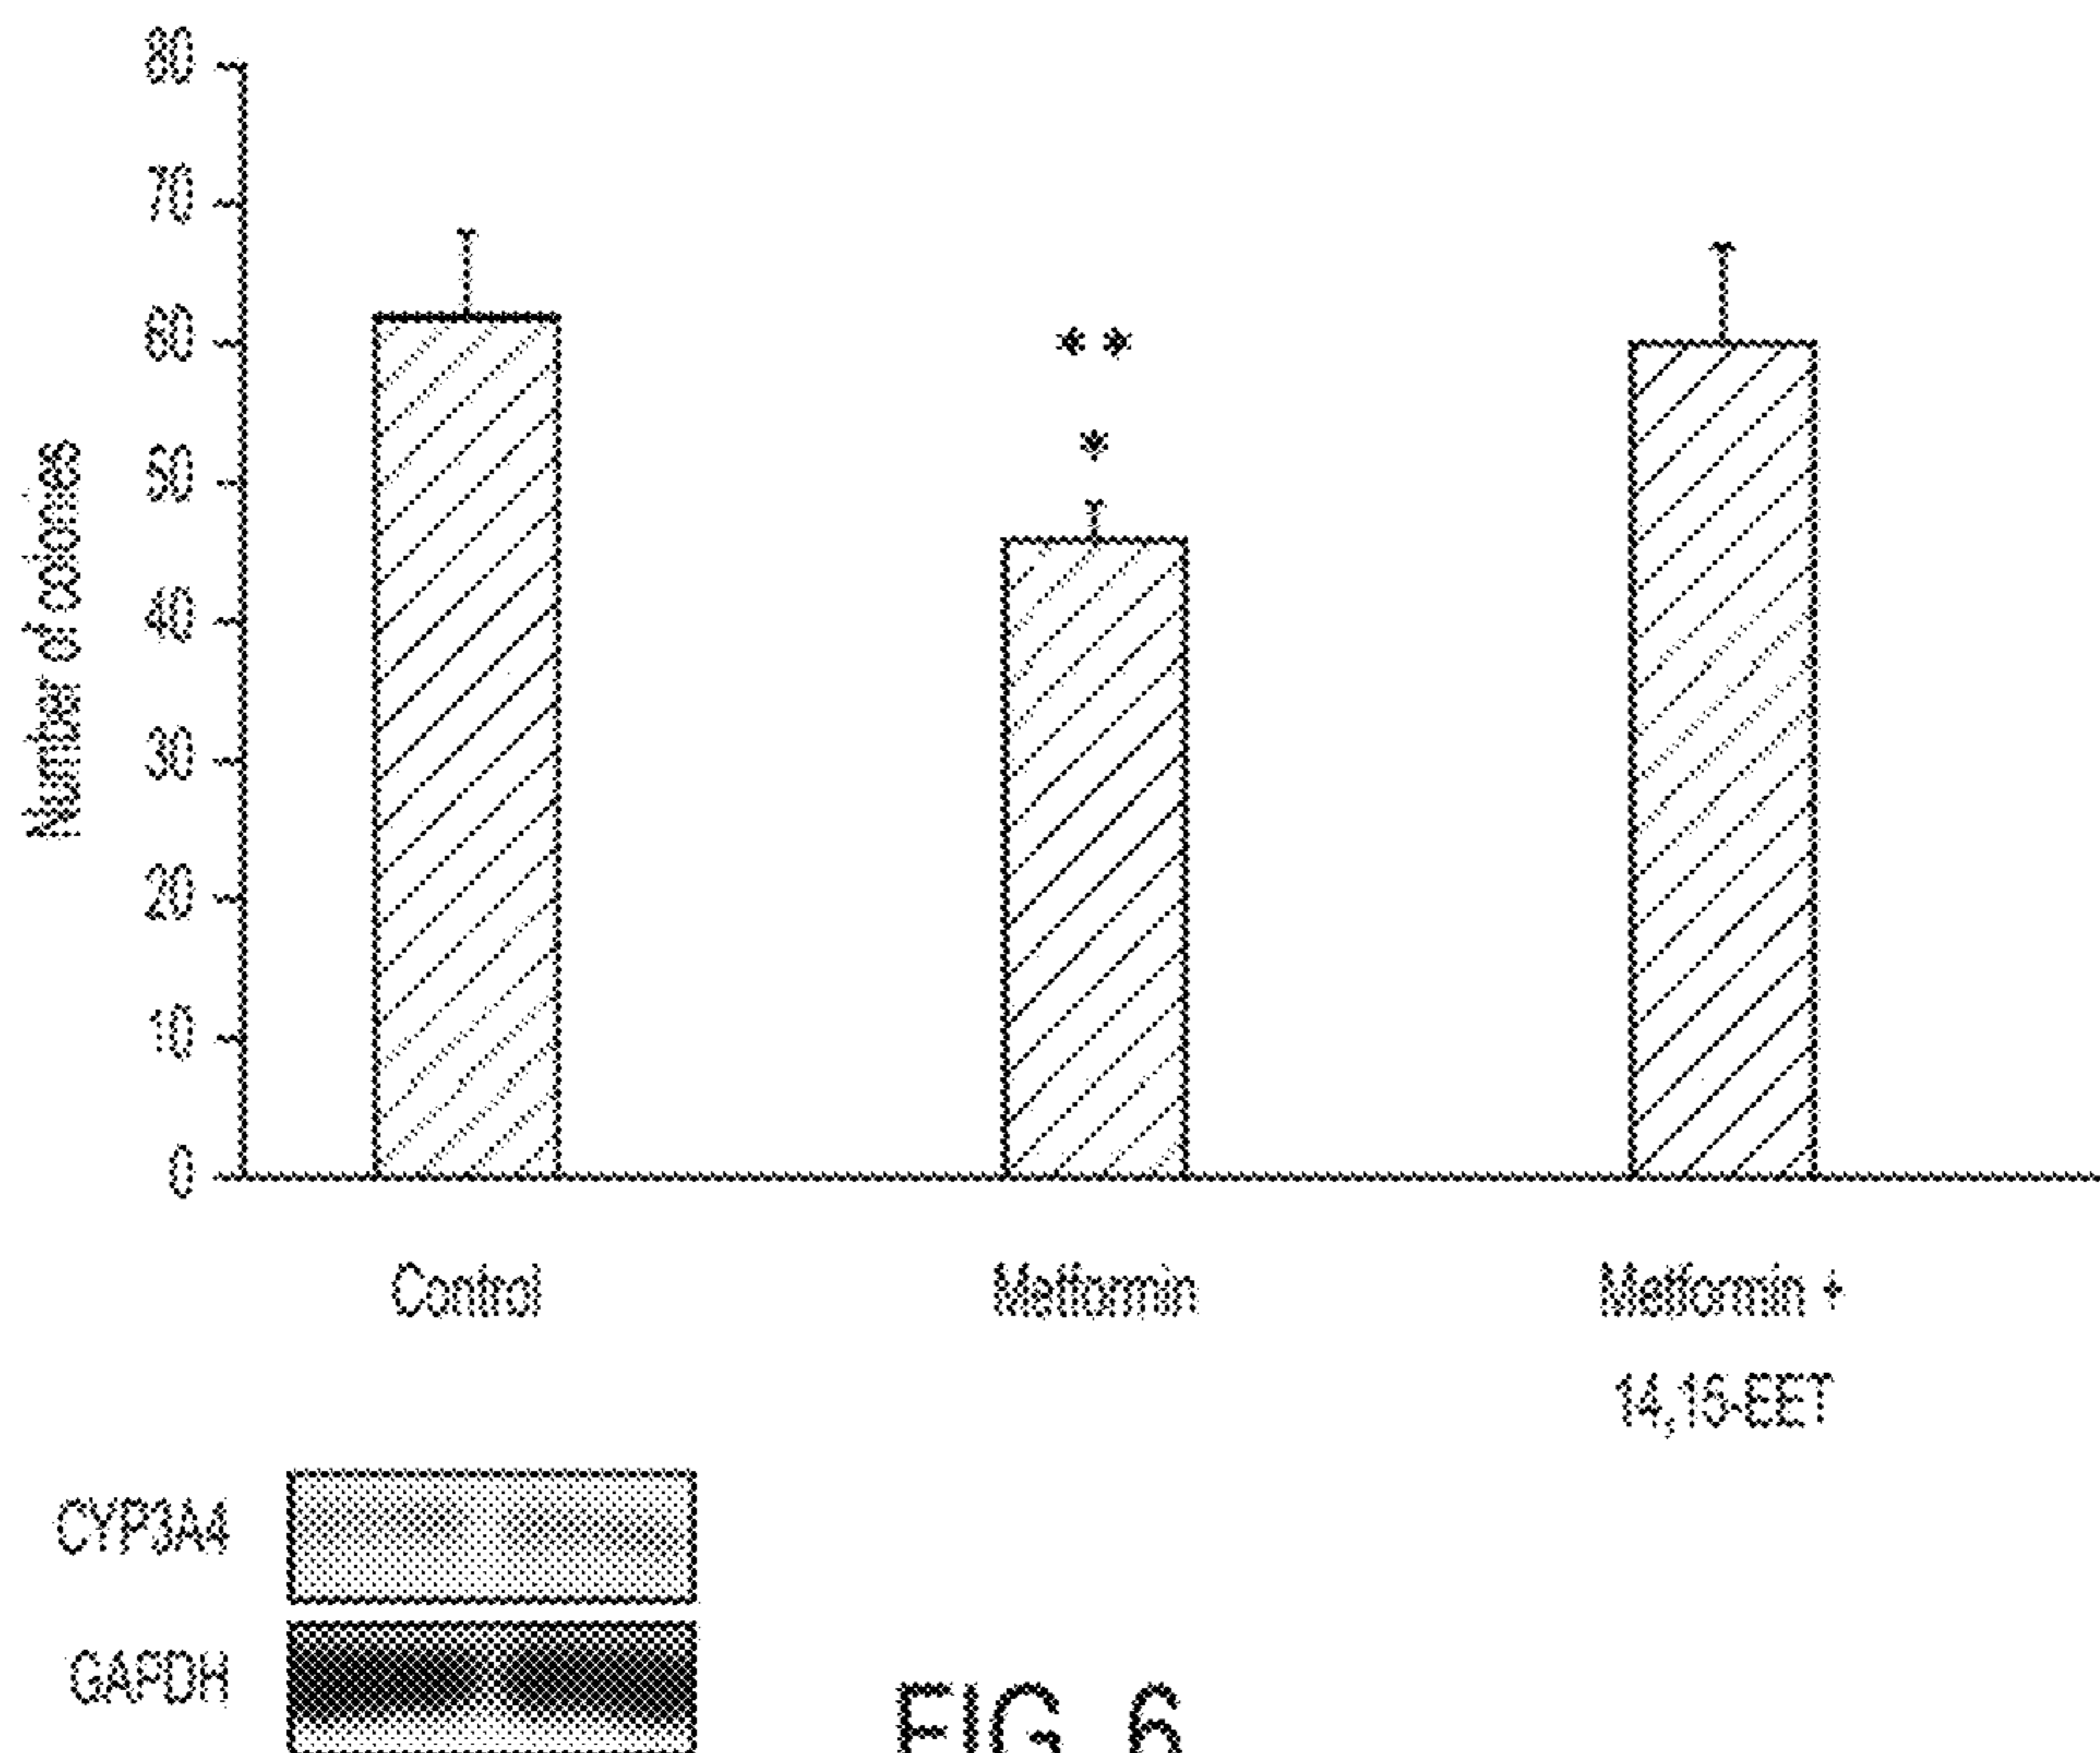 80
70
60
50
40
30
20
10
0
Number of colonies
**
*
Control
Metformin
Metformin +
14,15-EET
CYP3A4
GAPDH
FIG. 6